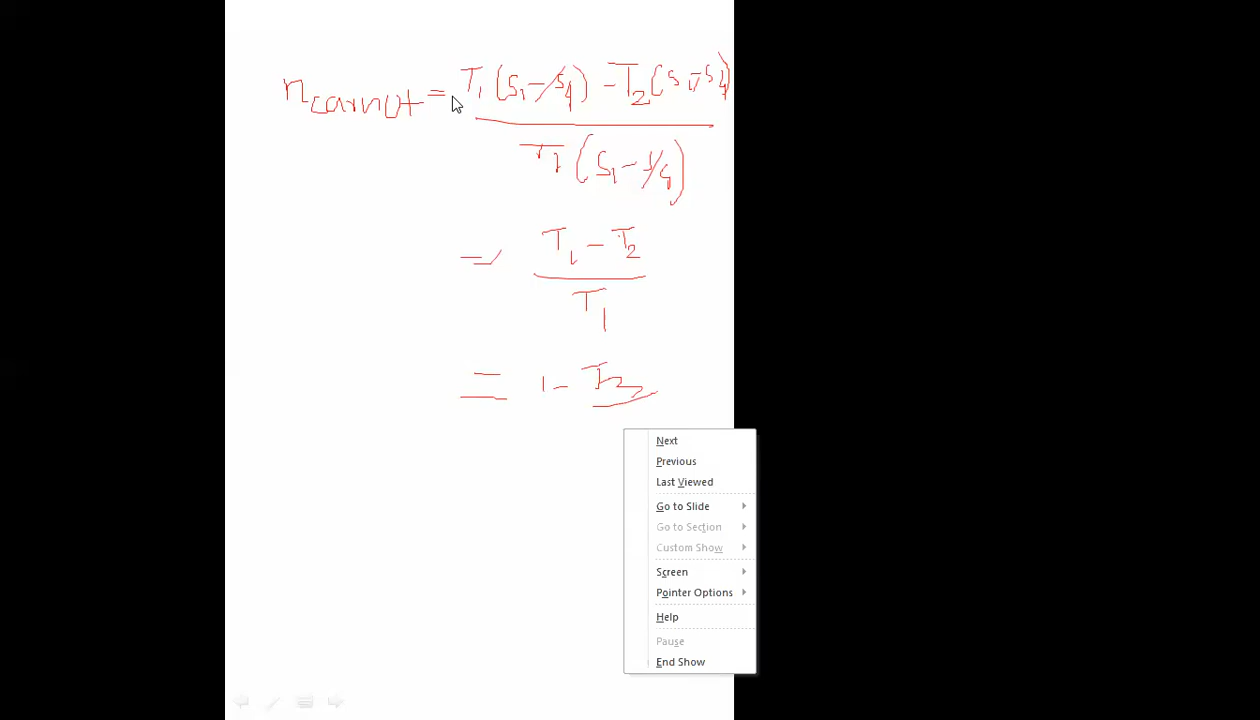 ηcarnot = T1 (S1 - S4) - T2 (S1 - S4)
T1 (S1 - S4)
= T1 - T2
T1
= 1 - T2
Next
Previous
Last Viewed
Go to Slide
Go to Section
Custom Show
Screen
Pointer Options
Help
Pause
End Show